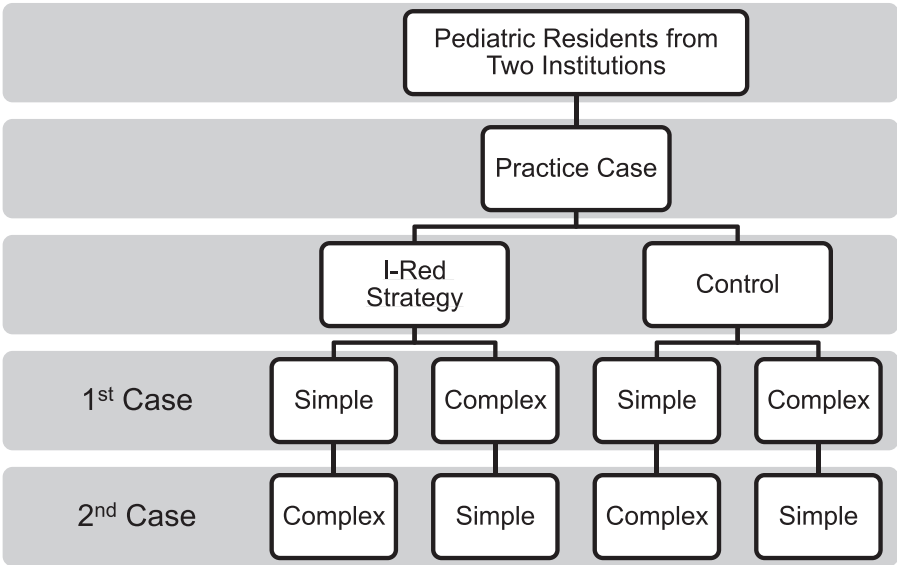 Pediatric Residents from
Two Institutions
Practice Case
I-Red
Strategy
Control
1st Case
Simple
Complex
Simple
Complex
2nd Case
Complex
Simple
Complex
Simple